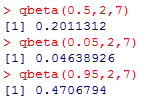 > qbeta(0.5,2,7)
[1] 0.2011312
> qbeta(0.05,2,7)
[1] 0.04638926
> qbeta(0.95,2,7)
[1] 0.4706794